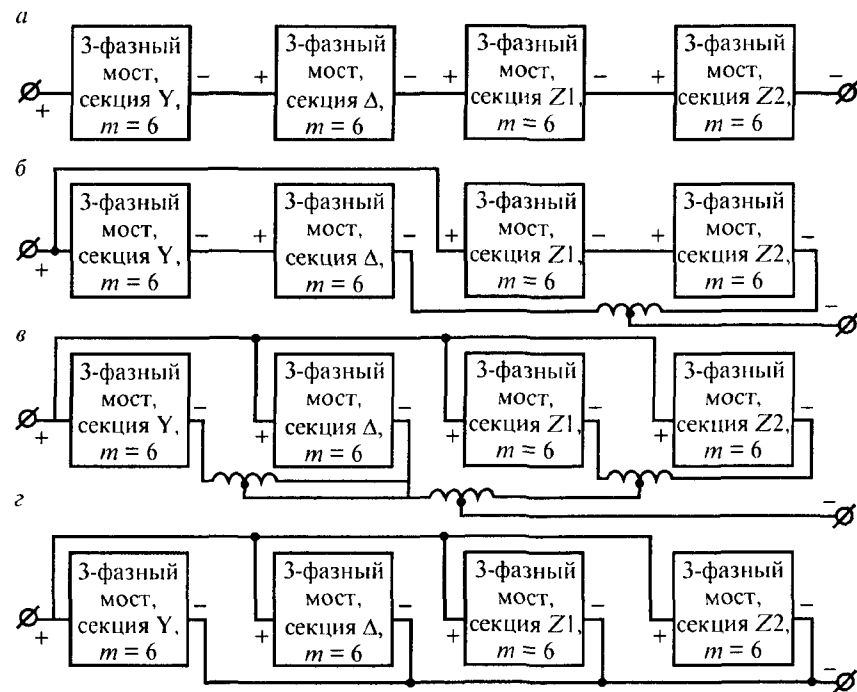 а
3-фазный мост, секция Y, m = 6
3-фазный мост, секция Δ, m = 6
3-фазный мост, секция Z1, m = 6
3-фазный мост, секция Z2, m = 6
+ − + − + − + −
б
3-фазный мост, секция Y, m = 6
3-фазный мост, секция Δ, m = 6
3-фазный мост, секция Z1, m = 6
3-фазный мост, секция Z2, m = 6
+ − + − + − + −
−
в
3-фазный мост, секция Y, m = 6
3-фазный мост, секция Δ, m = 6
3-фазный мост, секция Z1, m = 6
3-фазный мост, секция Z2, m = 6
+ − + − + − + −
−
г
3-фазный мост, секция Y, m = 6
3-фазный мост, секция Δ, m = 6
3-фазный мост, секция Z1, m = 6
3-фазный мост, секция Z2, m = 6
+ − + − + − + −
−